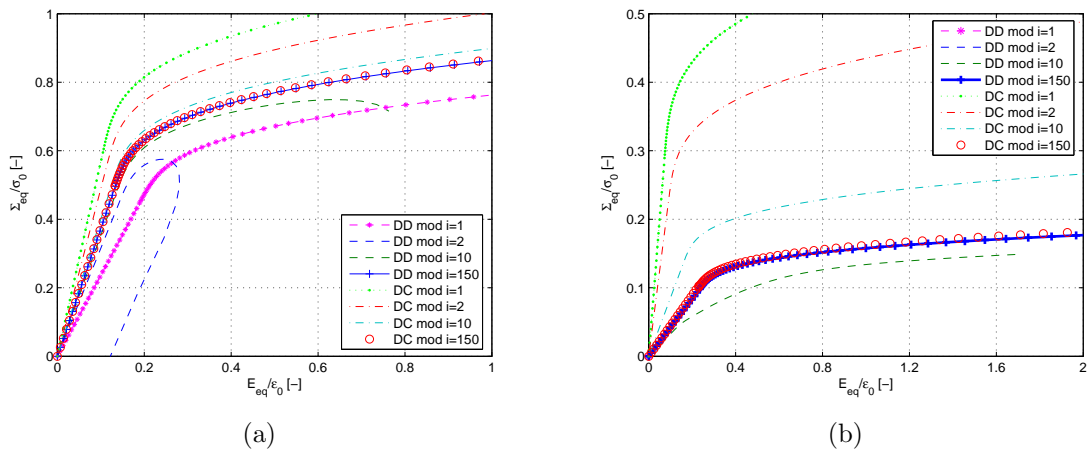 1
0.8
0.6
0.4
0.2
0
0 0.2 0.4 0.6 0.8 1
Σeq/σ0 [−]
Eeq/ε0 [−]
DD mod i=1
DD mod i=2
DD mod i=10
DD mod i=150
DC mod i=1
DC mod i=2
DC mod i=10
DC mod i=150
(a)
0.5
0.4
0.3
0.2
0.1
0
0 0.4 0.8 1.2 1.6 2
Σeq/σ0 [−]
Eeq/ε0 [−]
DD mod i=1
DD mod i=2
DD mod i=10
DD mod i=150
DC mod i=1
DC mod i=2
DC mod i=10
DC mod i=150
(b)